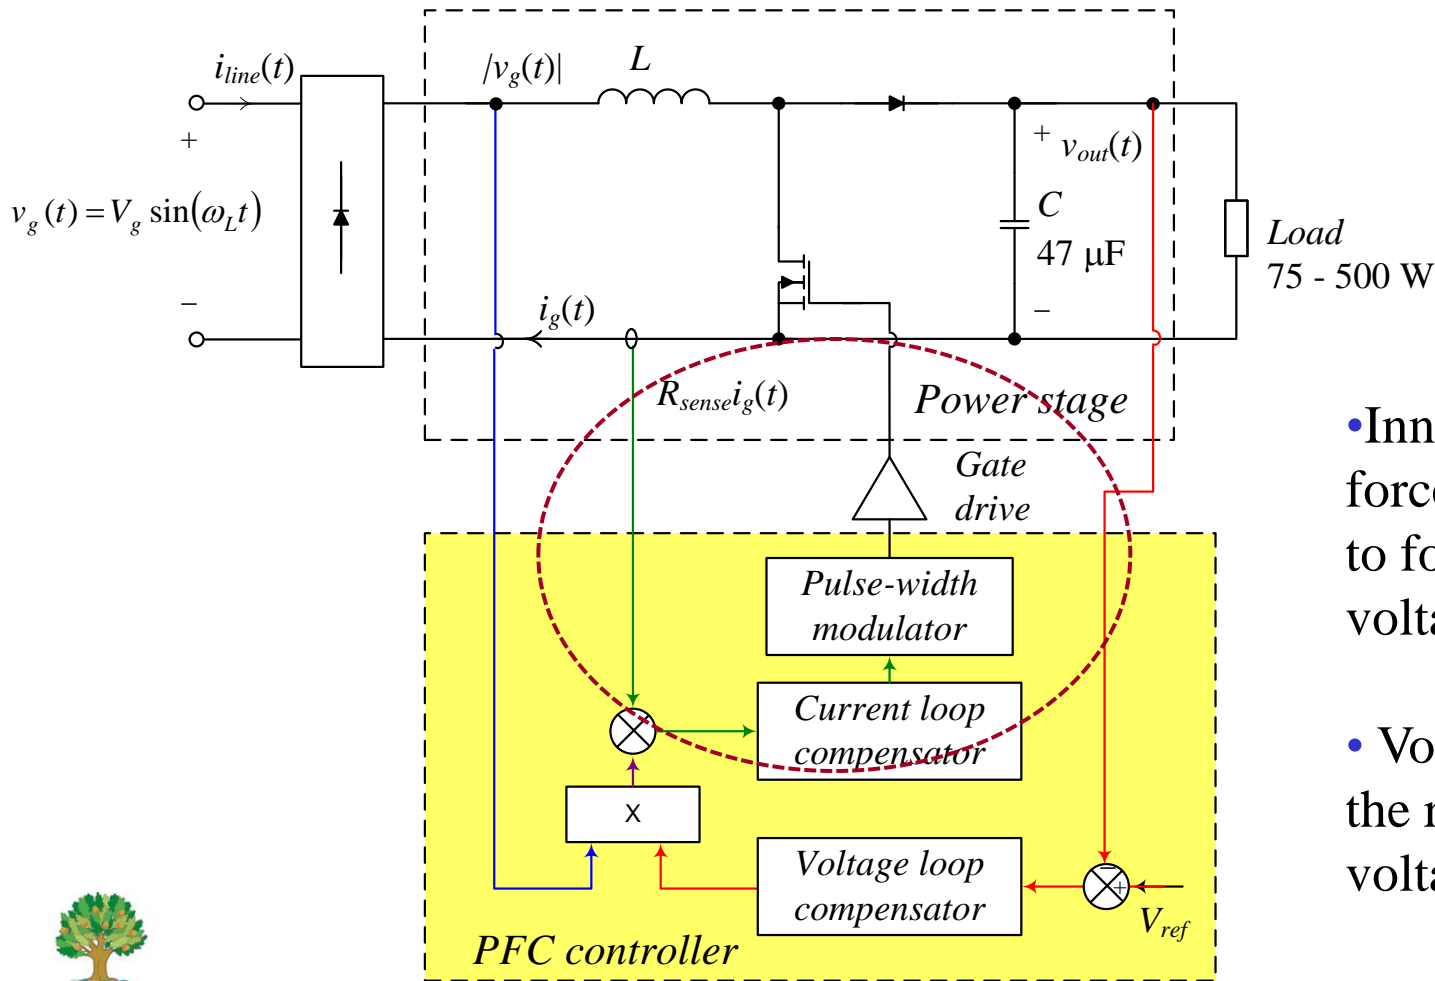 i_line(t)
|v_g(t)|
L
+
v_g(t) = V_g sin(ω_L t)
−
+
v_out(t)
C
47 μF
−
Load
75 - 500 W
i_g(t)
R_sense i_g(t)
Power stage
Gate
drive
Pulse-width
modulator
Current loop
compensator
X
Voltage loop
compensator
−
+
V_ref
PFC controller
•Inn
force
to fo
volta
• Vo
the r
volta